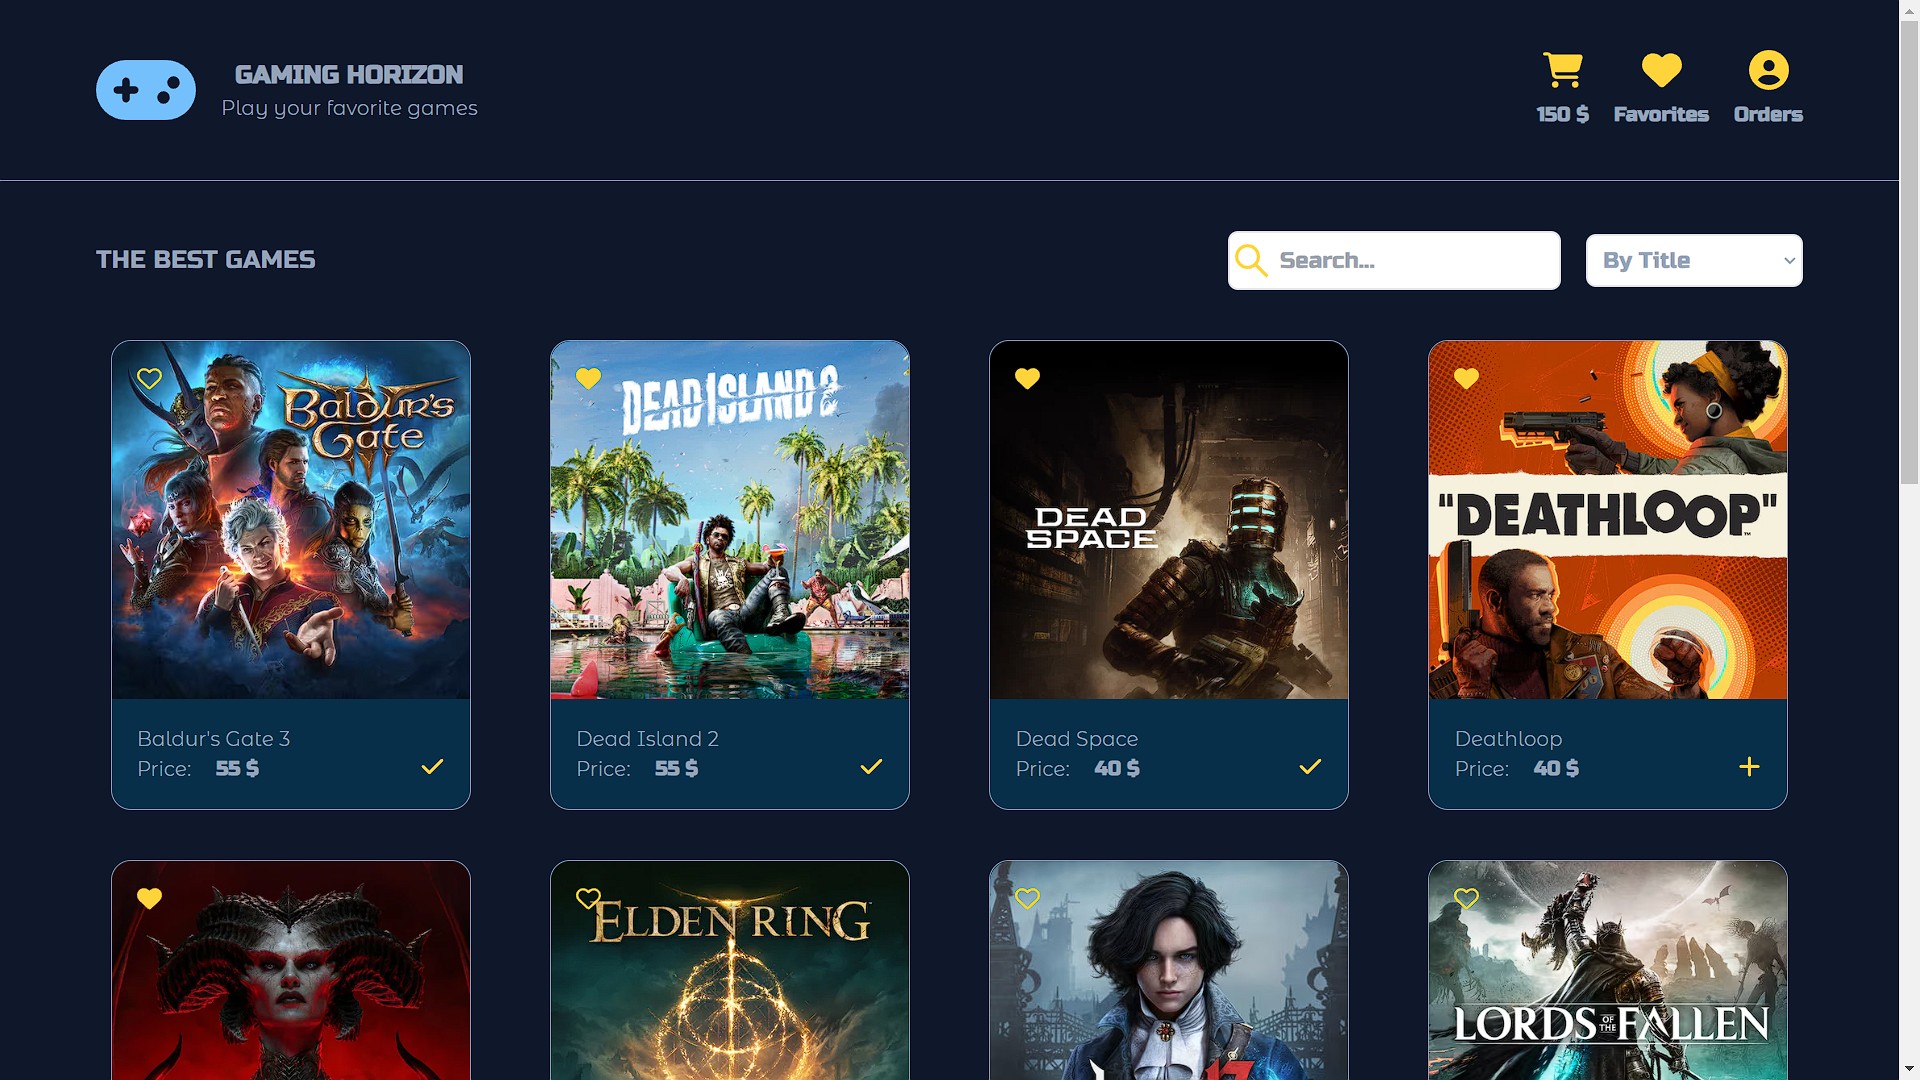 GAMING HORIZON
Play your favorite games
150 $
Favorites
Orders
THE BEST GAMES
Search...
By Title
Baldur's
Gate
DEAD ISLAND 2
DEAD
SPACE
"DEATHLOOP"
Baldur's Gate 3
Price: 55 $
Dead Island 2
Price: 55 $
Dead Space
Price: 40 $
Deathloop
Price: 40 $
ELDEN RING
LORDS OF THE FALLEN